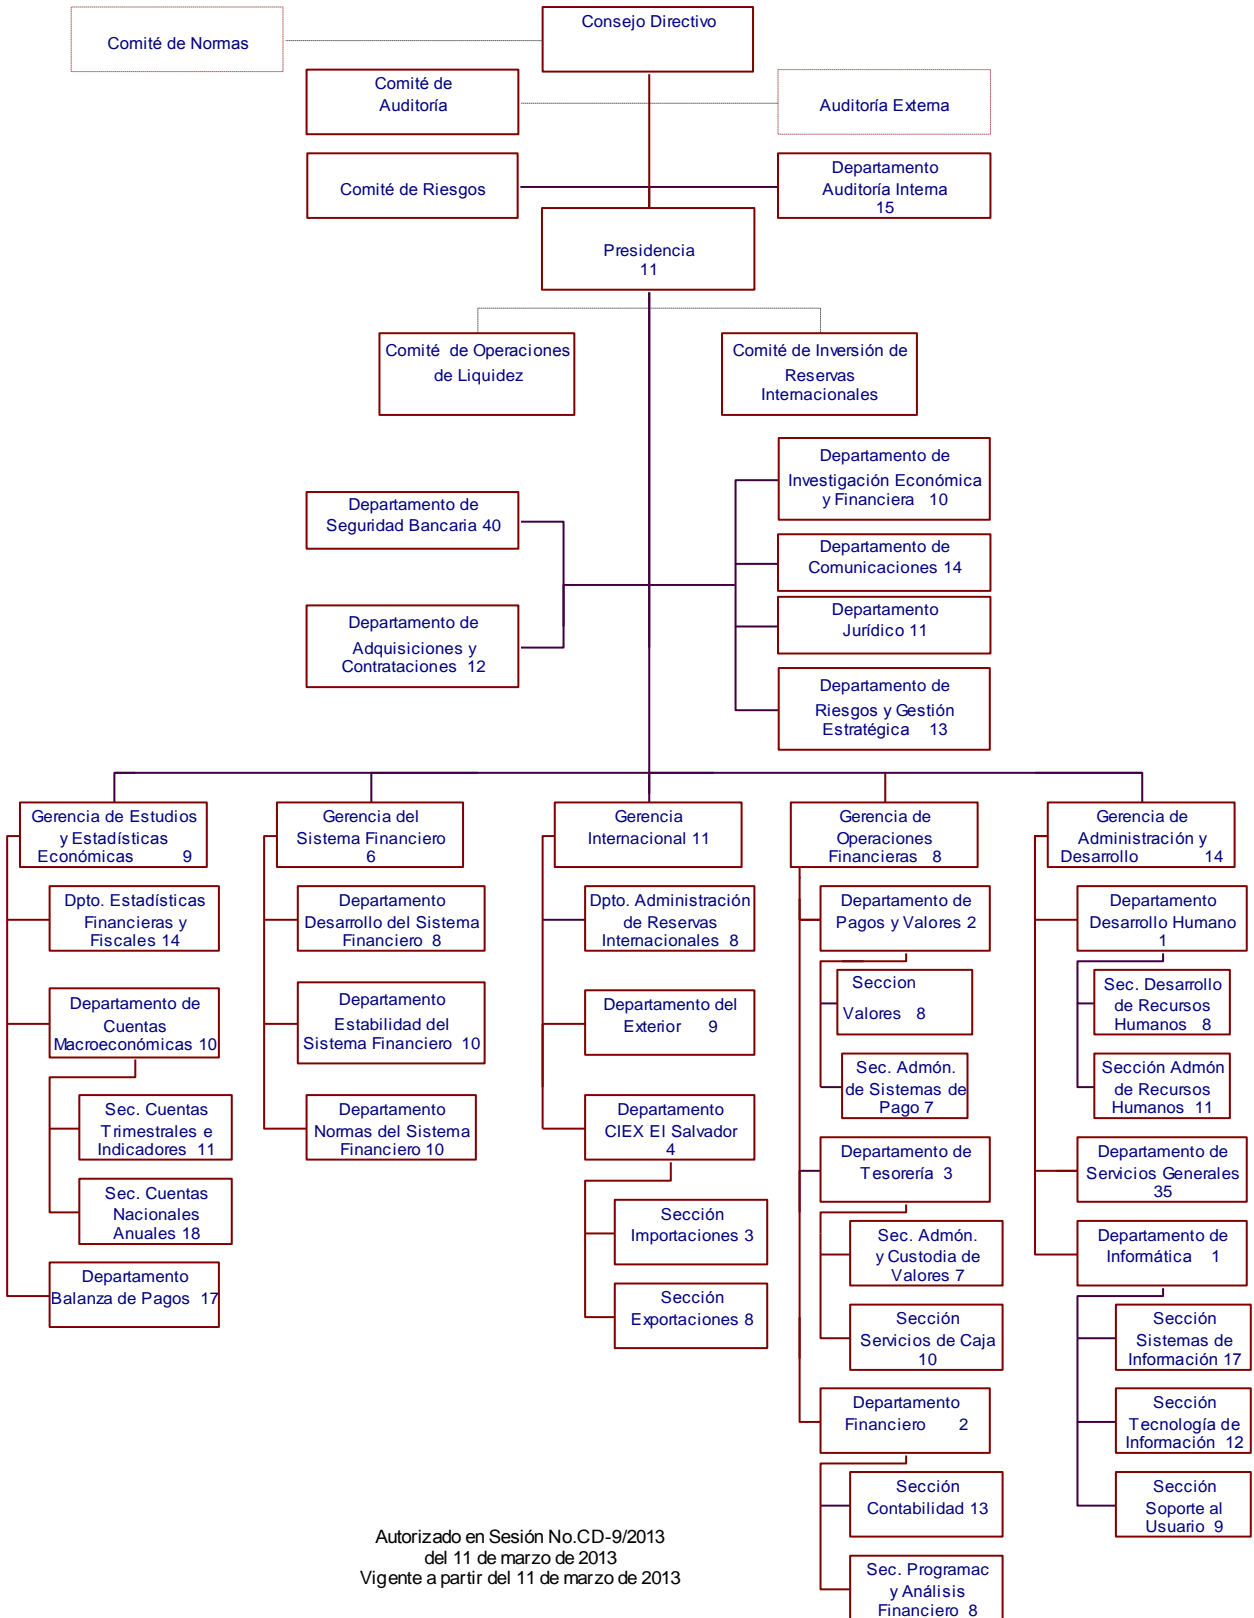 Consejo Directivo
Comité de Normas
Comité de
Auditoría
Auditoría Externa
Comité de Riesgos
Departamento
Auditoría Interna
15
Presidencia
11
Comité de Operaciones
de Liquidez
Comité de Inversión de
Reservas
Internacionales
Departamento de
Seguridad Bancaria 40
Departamento de
Adquisiciones y
Contrataciones 12
Departamento de
Investigación Económica
y Financiera 10
Departamento de
Comunicaciones 14
Departamento
Jurídico 11
Departamento de
Riesgos y Gestión
Estratégica 13
Gerencia de Estudios
y Estadísticas
Económicas 9
Dpto. Estadísticas
Financieras y
Fiscales 14
Departamento de
Cuentas
Macroeconómicas 10
Sec. Cuentas
Trimestrales e
Indicadores 11
Sec. Cuentas
Nacionales
Anuales 18
Departamento
Balanza de Pagos 17
Gerencia del
Sistema Financiero
6
Departamento
Desarrollo del Sistema
Financiero 8
Departamento
Estabilidad del
Sistema Financiero 10
Departamento
Normas del Sistema
Financiero 10
Gerencia
Internacional 11
Dpto. Administración
de Reservas
Internacionales 8
Departamento del
Exterior 9
Departamento
CIEX El Salvador
4
Sección
Importaciones 3
Sección
Exportaciones 8
Gerencia de
Operaciones
Financieras 8
Departamento de
Pagos y Valores 2
Seccion
Valores 8
Sec. Admón.
de Sistemas de
Pago 7
Departamento de
Tesorería 3
Sec. Admón.
y Custodia de
Valores 7
Sección
Servicios de Caja
10
Departamento
Financiero 2
Sección
Contabilidad 13
Sec. Programac
y Análisis
Financiero 8
Gerencia de
Administración y
Desarrollo 14
Departamento
Desarrollo Humano
1
Sec. Desarrollo
de Recursos
Humanos 8
Sección Admón
de Recursos
Humanos 11
Departamento de
Servicios Generales
35
Departamento de
Informática 1
Sección
Sistemas de
Información 17
Sección
Tecnología de
Información 12
Sección
Soporte al
Usuario 9
Autorizado en Sesión No.CD-9/2013
del 11 de marzo de 2013
Vigente a partir del 11 de marzo de 2013